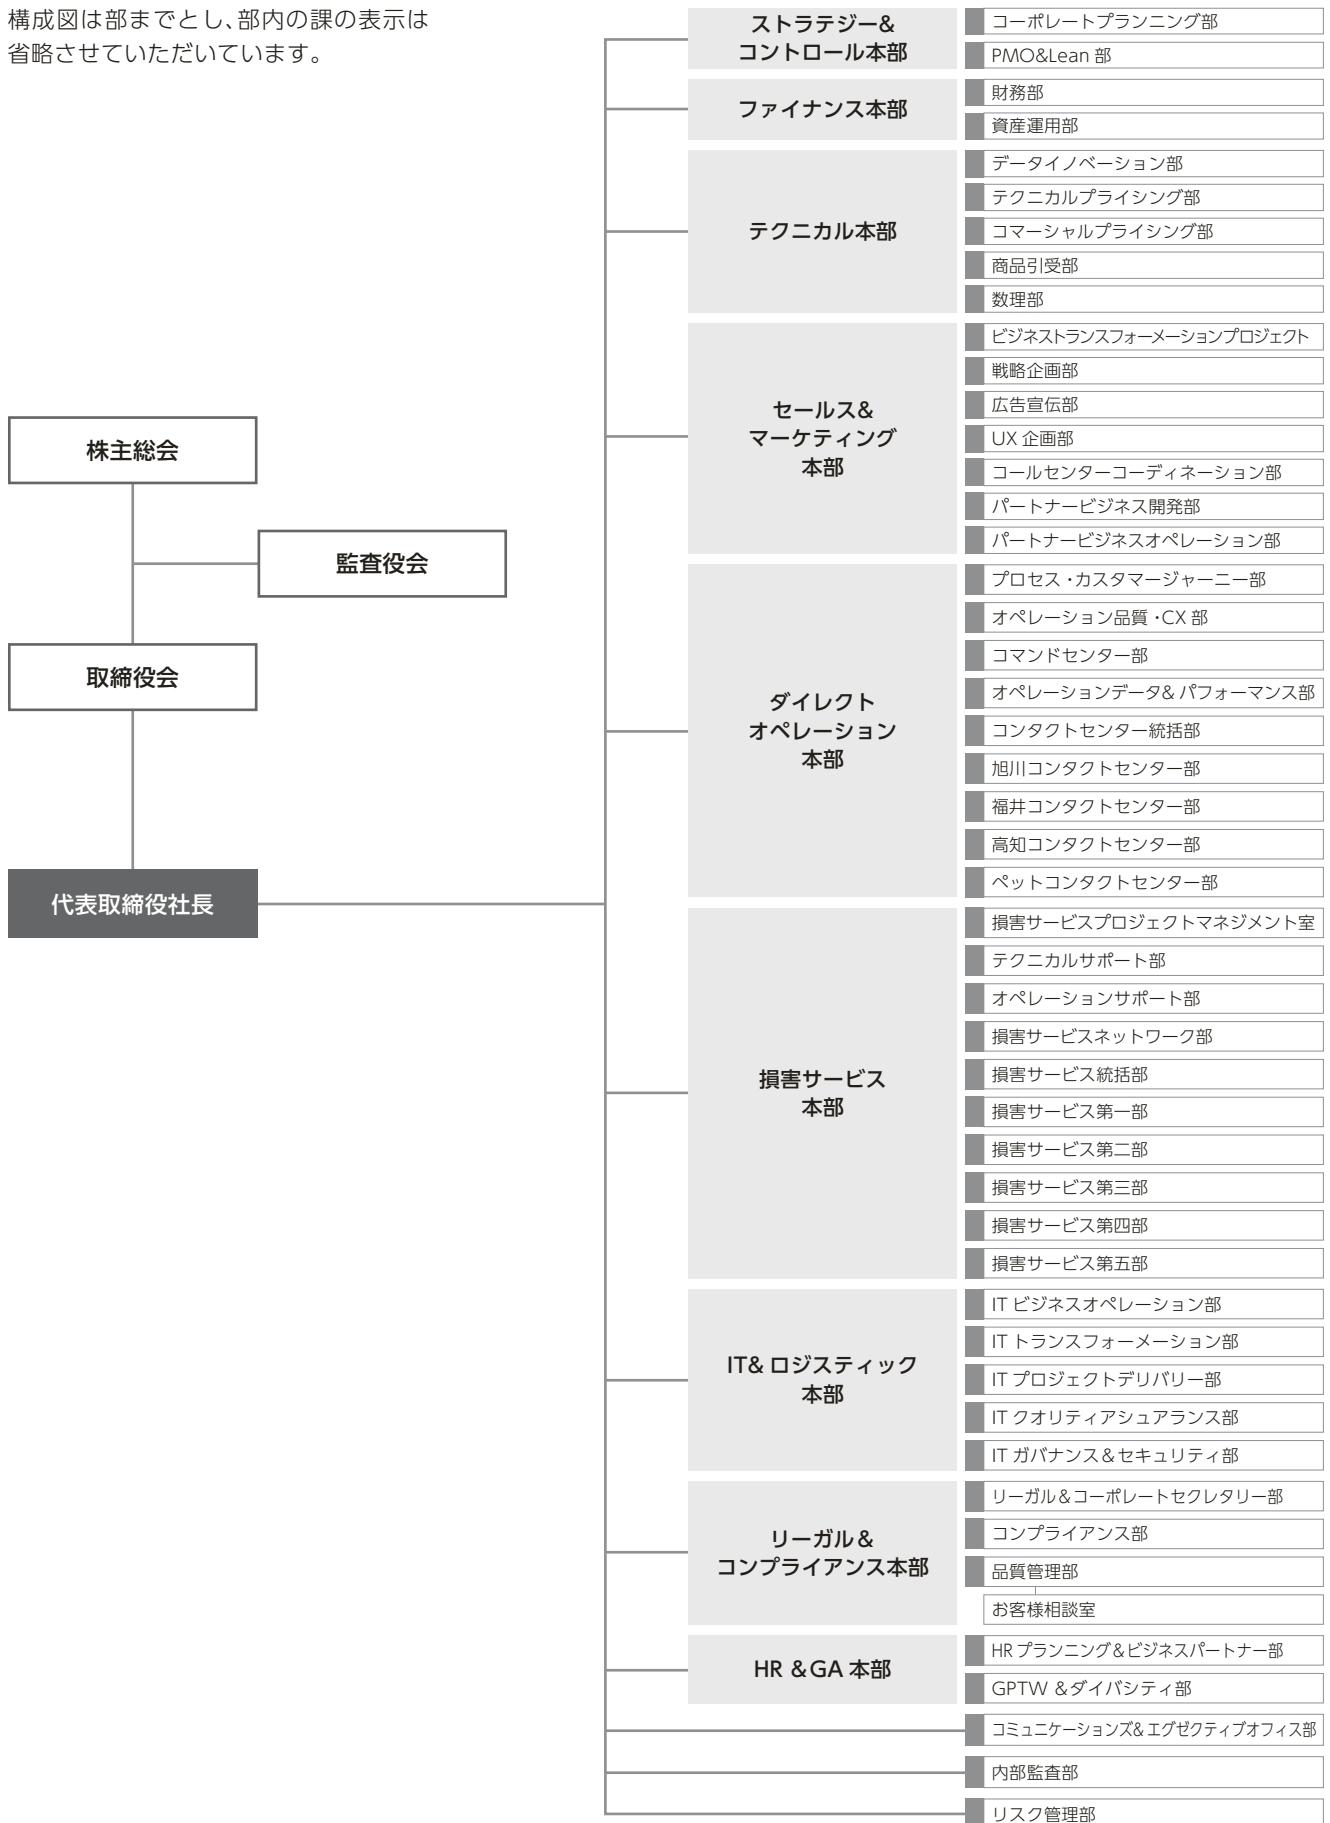 構成図は部までとし、部内の課の表示は
省略させていただいています。
株主総会
監査役会
取締役会
代表取締役社長
ストラテジー&
コントロール本部
コーポレートプランニング部
PMO&Lean 部
ファイナンス本部
財務部
資産運用部
テクニカル本部
データイノベーション部
テクニカルプライシング部
コマーシャルプライシング部
商品引受部
数理部
セールス&
マーケティング
本部
ビジネストランスフォーメーションプロジェクト
戦略企画部
広告宣伝部
UX 企画部
コールセンターコーディネーション部
パートナービジネス開発部
パートナービジネスオペレーション部
ダイレクト
オペレーション
本部
プロセス・カスタマージャーニー部
オペレーション品質・CX 部
コマンドセンター部
オペレーションデータ& パフォーマンス部
コンタクトセンター統括部
旭川コンタクトセンター部
福井コンタクトセンター部
高知コンタクトセンター部
ペットコンタクトセンター部
損害サービス
本部
損害サービスプロジェクトマネジメント室
テクニカルサポート部
オペレーションサポート部
損害サービスネットワーク部
損害サービス統括部
損害サービス第一部
損害サービス第二部
損害サービス第三部
損害サービス第四部
損害サービス第五部
IT& ロジスティック
本部
IT ビジネスオペレーション部
IT トランスフォーメーション部
IT プロジェクトデリバリー部
IT クオリティアシュアランス部
IT ガバナンス＆セキュリティ部
リーガル＆
コンプライアンス本部
リーガル＆コーポレートセクレタリー部
コンプライアンス部
品質管理部
お客様相談室
HR ＆GA 本部
HR プランニング＆ビジネスパートナー部
GPTW ＆ダイバシティ部
コミュニケーションズ& エグゼクティブオフィス部
内部監査部
リスク管理部